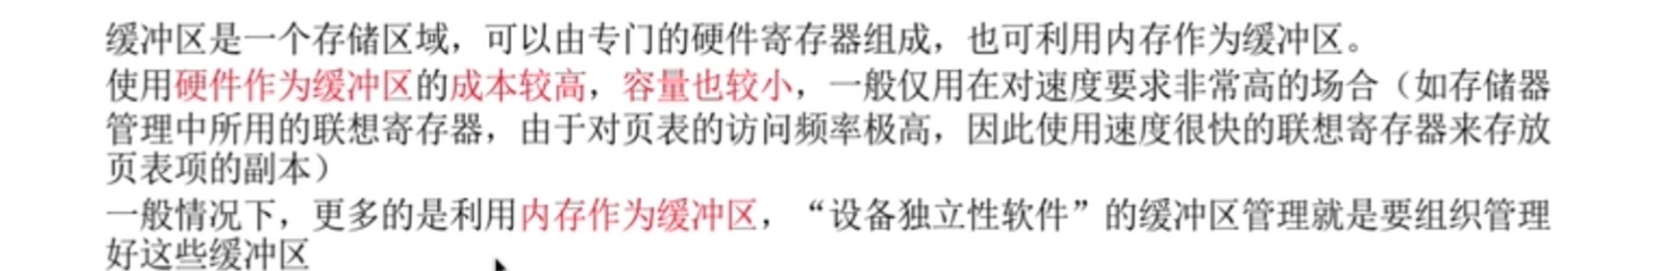 缓冲区是一个存储区域，可以由专门的硬件寄存器组成，也可利用内存作为缓冲区。
使用硬件作为缓冲区的成本较高，容量也较小，一般仅用在对速度要求非常高的场合（如存储器
管理中所用的联想寄存器，由于对页表的访问频率极高，因此使用速度很快的联想寄存器来存放
页表项的副本）
一般情况下，更多的是利用内存作为缓冲区，“设备独立性软件”的缓冲区管理就是要组织管理
好这些缓冲区